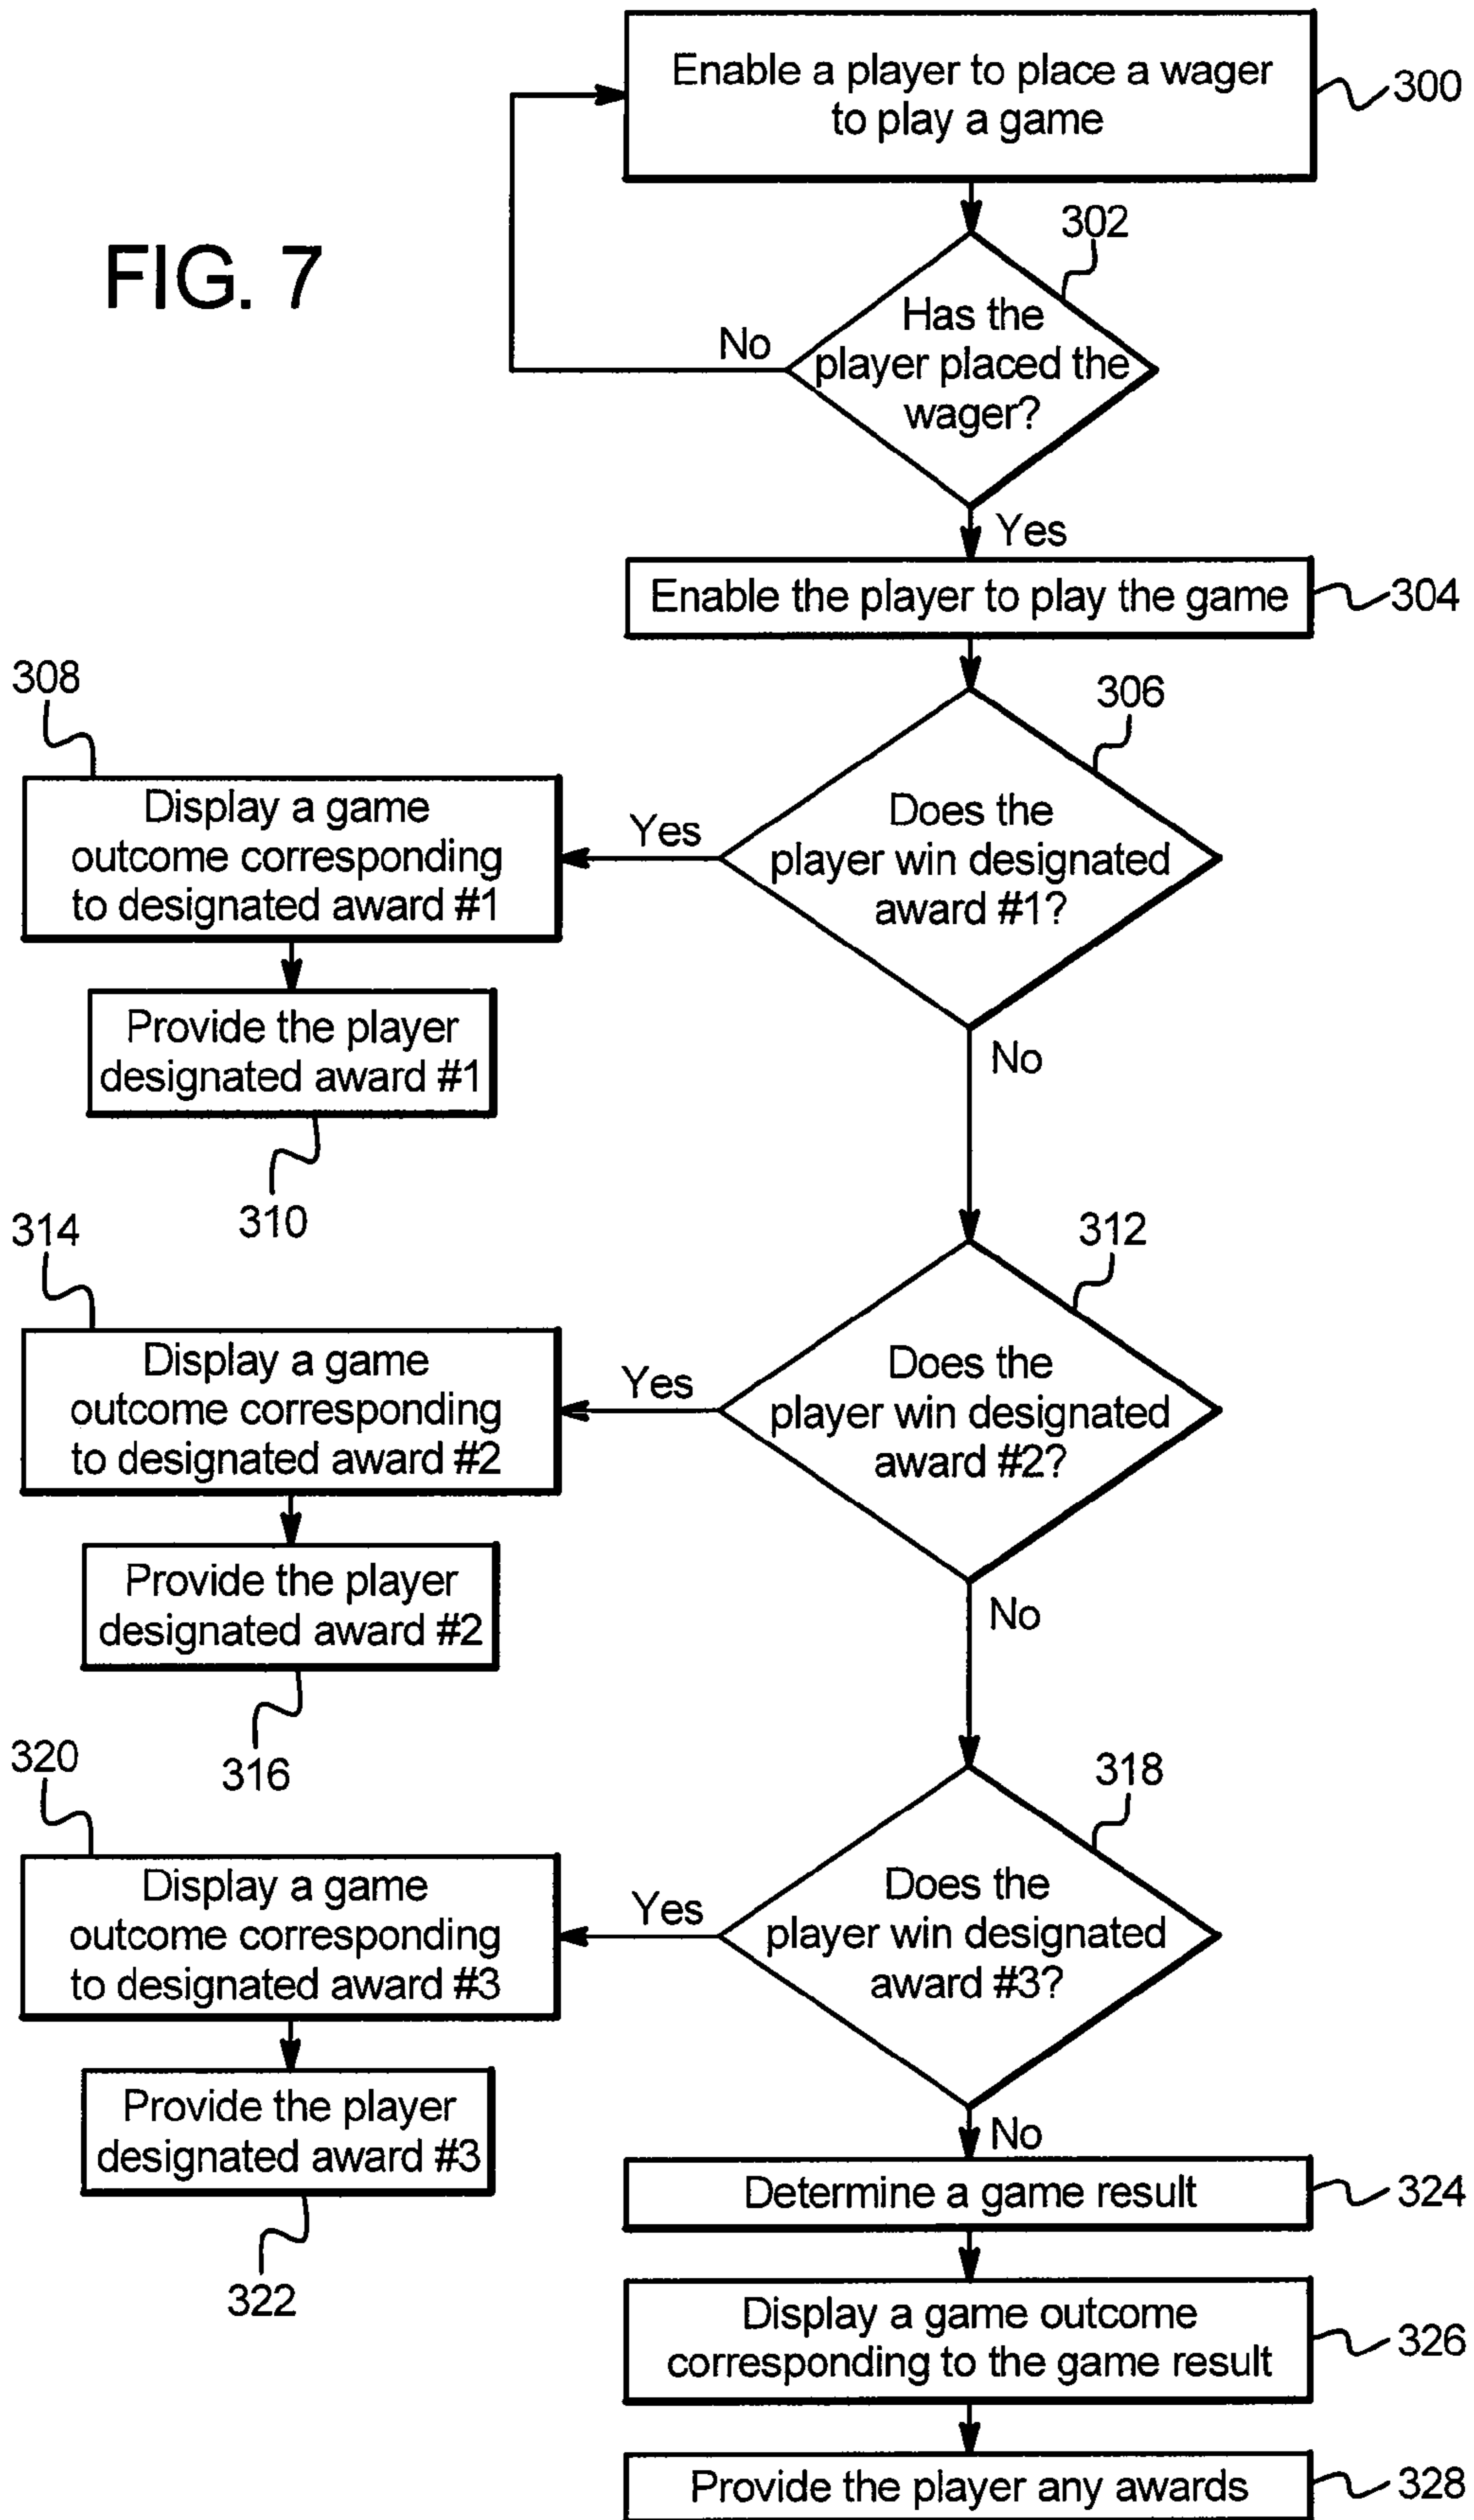 Enable a player to place a wager
to play a game
300
FIG. 7
302
Has the
player placed the
wager?
No
Yes
Enable the player to play the game
304
306
Does the
player win designated
award #1?
Yes
308
Display a game
outcome corresponding
to designated award #1
Provide the player
designated award #1
310
No
312
Does the
player win designated
award #2?
Yes
314
Display a game
outcome corresponding
to designated award #2
Provide the player
designated award #2
316
No
318
Does the
player win designated
award #3?
Yes
320
Display a game
outcome corresponding
to designated award #3
Provide the player
designated award #3
322
No
Determine a game result
324
Display a game outcome
corresponding to the game result
326
Provide the player any awards
328